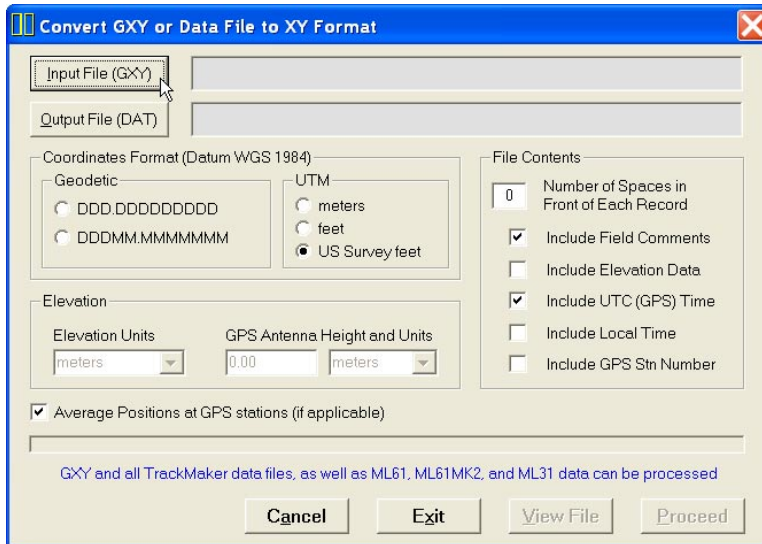 Convert GXY or Data File to XY Format
Input File (GXY)
Output File (DAT)
Coordinates Format (Datum WGS 1984)
Geodetic
DDD.DDDDDDDDD
DDDMM.MMMMMMM
UTM
meters
feet
US Survey feet
File Contents
0 Number of Spaces in
Front of Each Record
Include Field Comments
Include Elevation Data
Include UTC (GPS) Time
Include Local Time
Include GPS Stn Number
Elevation
Elevation Units
meters
GPS Antenna Height and Units
0.00 meters
Average Positions at GPS stations (if applicable)
GXY and all TrackMaker data files, as well as ML61, ML61MK2, and ML31 data can be processed
Cancel Exit View File Proceed